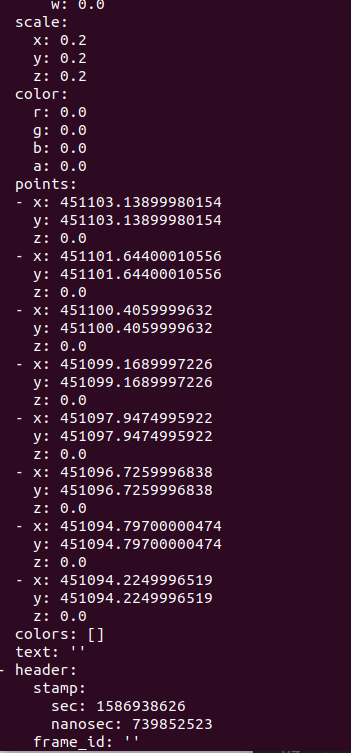 w: 0.0
scale:
x: 0.2
y: 0.2
z: 0.2
color:
r: 0.0
g: 0.0
b: 0.0
a: 0.0
points:
- x: 451103.13899980154
y: 451103.13899980154
z: 0.0
- x: 451101.64400010556
y: 451101.64400010556
z: 0.0
- x: 451100.4059999632
y: 451100.4059999632
z: 0.0
- x: 451099.1689997226
y: 451099.1689997226
z: 0.0
- x: 451097.9474995922
y: 451097.9474995922
z: 0.0
- x: 451096.7259996838
y: 451096.7259996838
z: 0.0
- x: 451094.79700000474
y: 451094.79700000474
z: 0.0
- x: 451094.2249996519
y: 451094.2249996519
z: 0.0
colors: []
text: ''
- header:
stamp:
sec: 1586938626
nanosec: 739852523
frame_id: ''